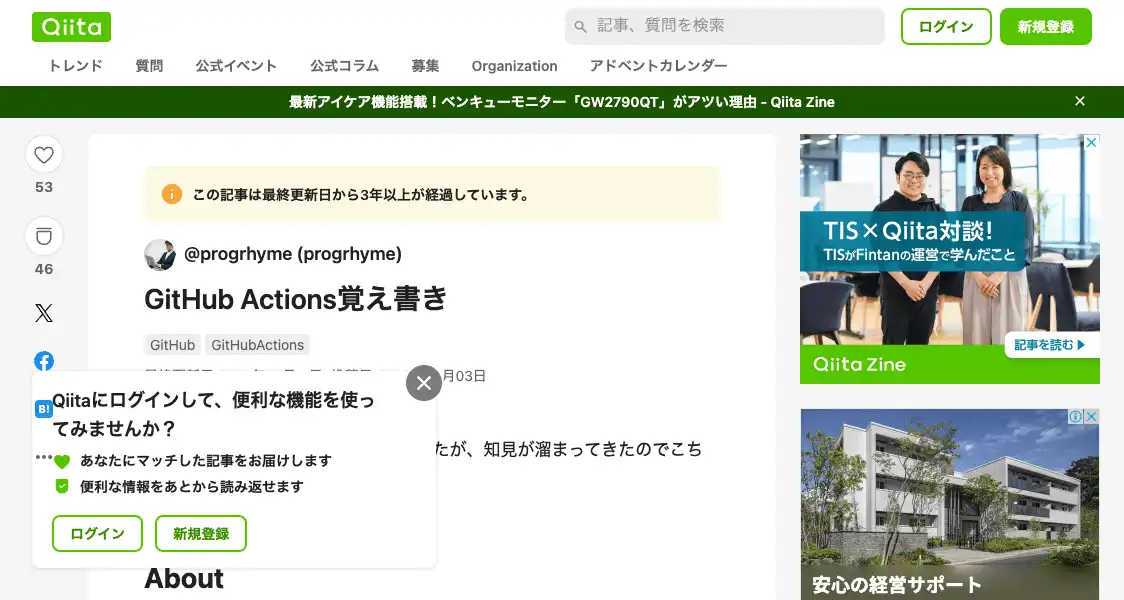 Qiita
記事、質問を検索
ログイン
新規登録
トレンド
質問
公式イベント
公式コラム
募集
Organization
アドベントカレンダー
最新アイケア機能搭載！ベンキューモニター「GW2790QT」がアツい理由 - Qiita Zine
53
46
この記事は最終更新日から3年以上が経過しています。
@progrhyme (progrhyme)
GitHub Actions覚え書き
GitHub
GitHubActions
月03日
たが、知見が溜まってきたのでこち
B!
Qiitaにログインして、便利な機能を使っ
てみませんか？
あなたにマッチした記事をお届けします
便利な情報をあとから読み返せます
ログイン
新規登録
About
TIS×Qiita対談!
TISがFintanの運営で学んだこと
記事を読む
Qiita Zine
安心の経営サポート